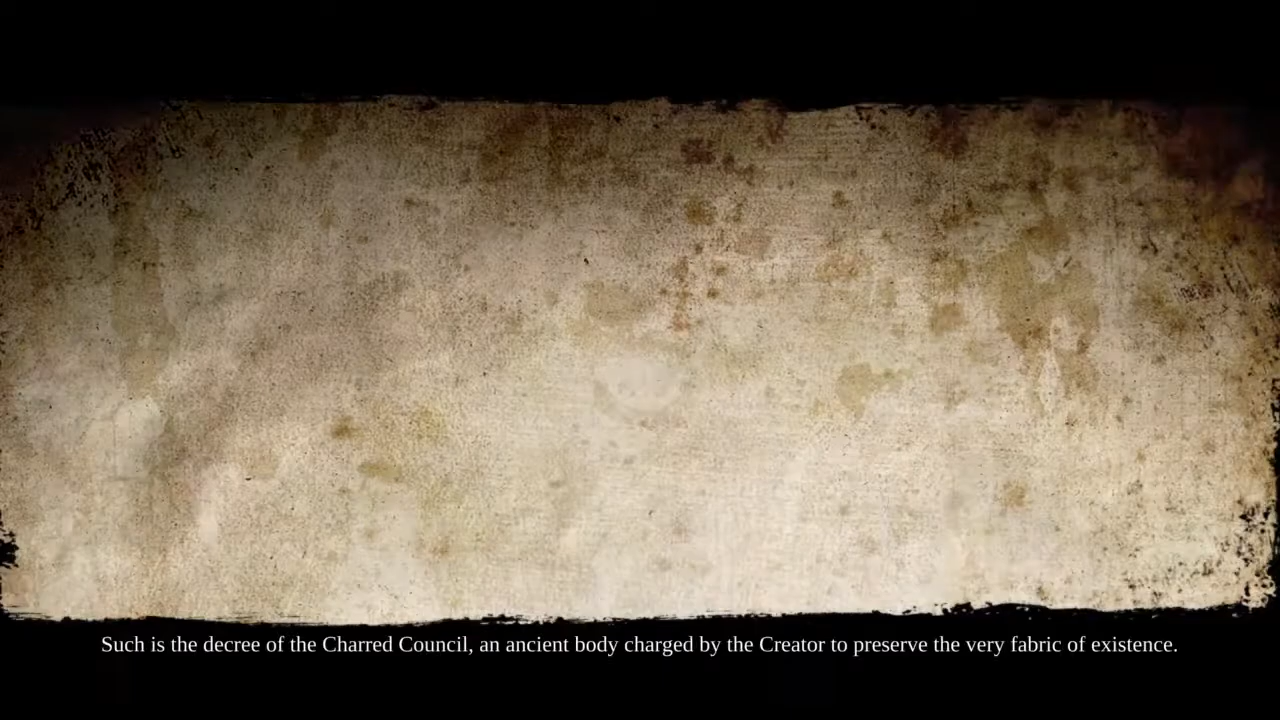 Such is the decree of the Charred Council, an ancient body charged by the Creator to preserve the very fabric of existence.